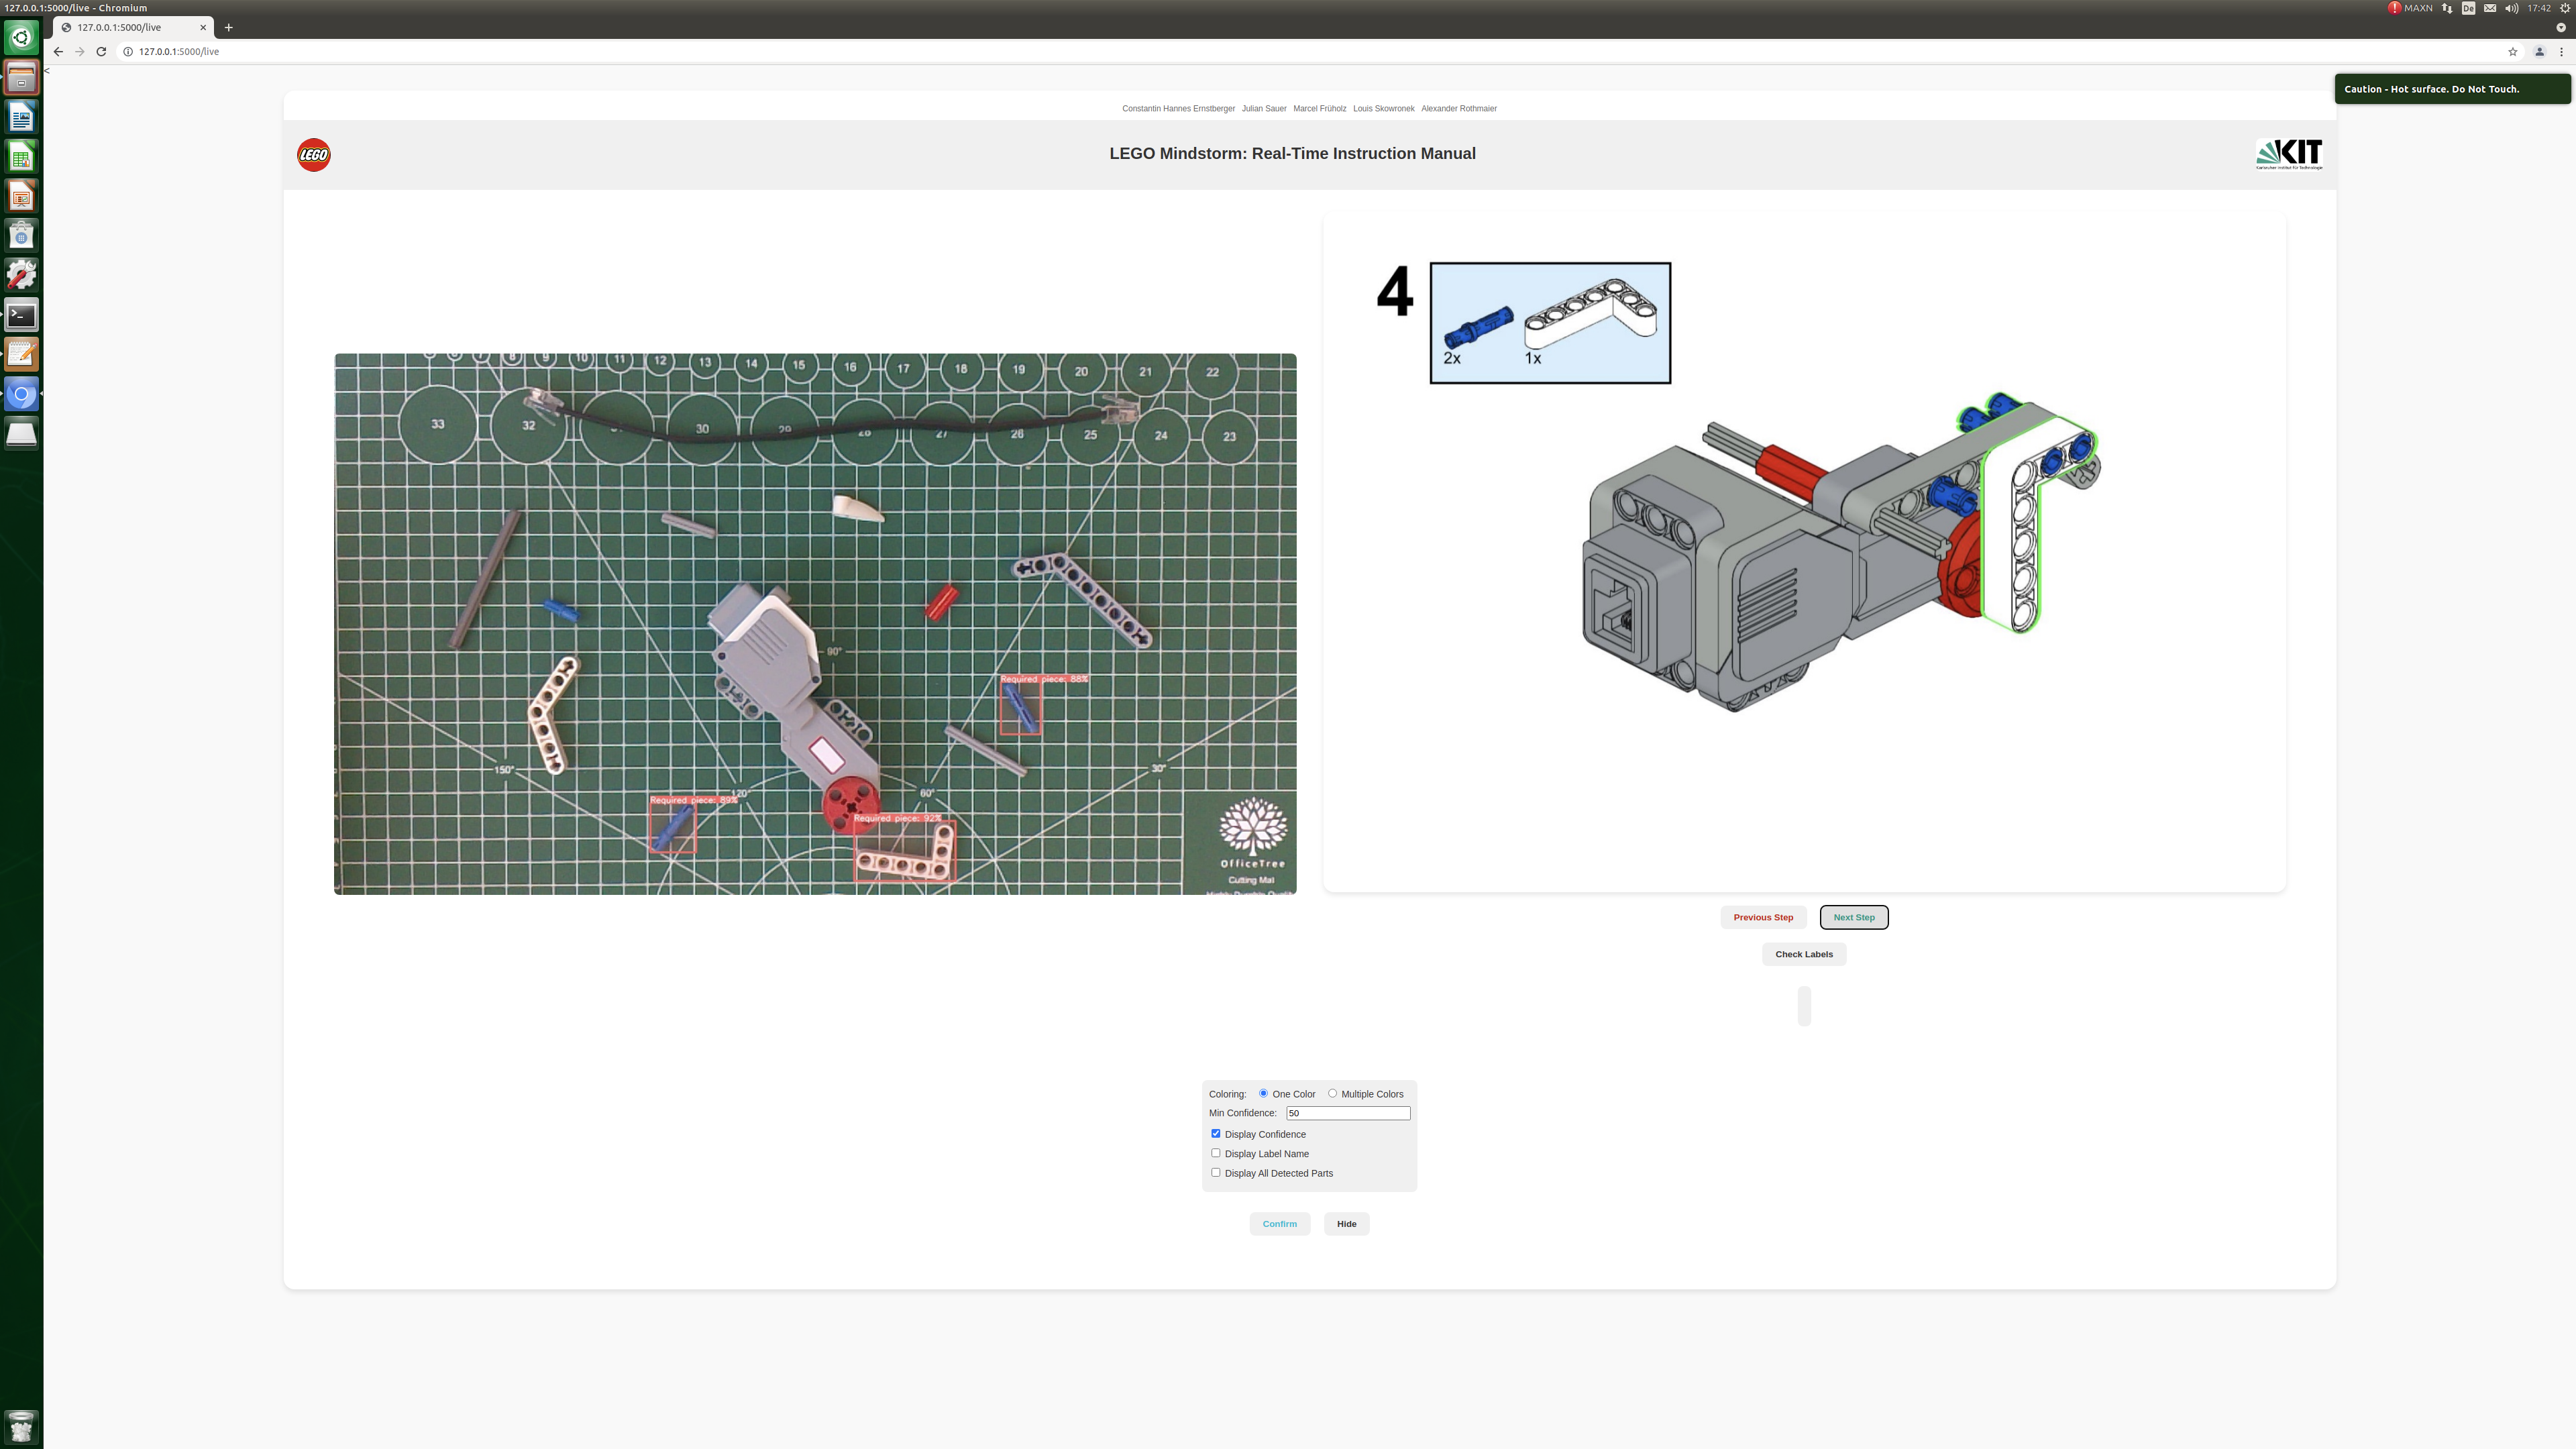 127.0.0.1:5000/live - Chromium
MAXN De 17:42
127.0.0.1:5000/live
127.0.0.1:5000/live
<
Caution - Hot surface. Do Not Touch.
Constantin Hannes Ernstberger Julian Sauer Marcel Früholz Louis Skowronek Alexander Rothmaier
LEGO
LEGO Mindstorm: Real-Time Instruction Manual
KIT
Karlsruher Institut für Technologie
8 9 10 11 12 13 14 15 16 17 18 19 20 21 22
33 32 30 29 28 27 26 25 24 23
90°
Required piece: 88%
150°
30°
120°
60°
Required piece: 89%
Required piece: 92%
OfficeTree
Cutting Mat
4
2x
1x
Previous Step
Next Step
Check Labels
Coloring: One Color Multiple Colors
Min Confidence: 50
Display Confidence
Display Label Name
Display All Detected Parts
Confirm
Hide